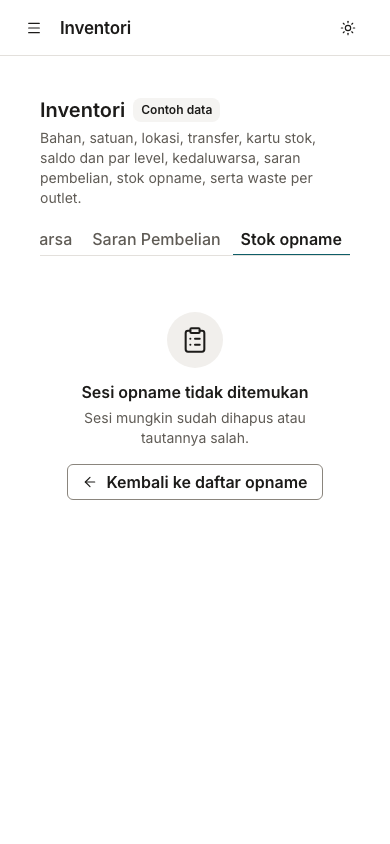 Inventori
Inventori
Contoh data
Bahan, satuan, lokasi, transfer, kartu stok,
saldo dan par level, kedaluwarsa, saran
pembelian, stok opname, serta waste per
outlet.
arsa Saran Pembelian Stok opname
Sesi opname tidak ditemukan
Sesi mungkin sudah dihapus atau
tautannya salah.
Kembali ke daftar opname